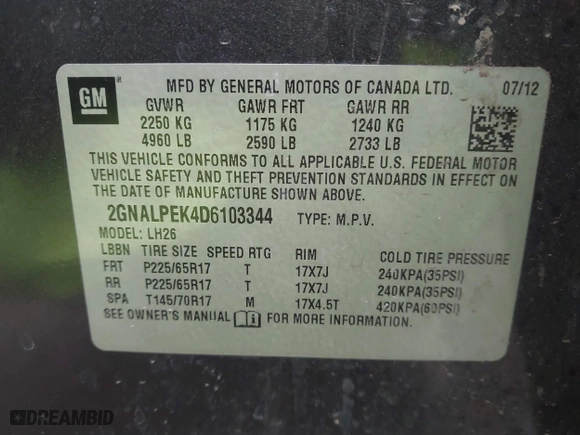 GM ® MFD BY GENERAL MOTORS OF CANADA LTD. 07/12
GVWR GAWR FRT GAWR RR
2250 KG 1175 KG 1240 KG
4960 LB 2590 LB 2733 LB
THIS VEHICLE CONFORMS TO ALL APPLICABLE U.S. FEDERAL MOTOR
VEHICLE SAFETY AND THEFT PREVENTION STANDARDS IN EFFECT ON
THE DATE OF MANUFACTURE SHOWN ABOVE.
2GNALPEK4D6103344 TYPE: M.P.V.
MODEL: LH26
LBBN TIRE SIZE SPEED RTG RIM COLD TIRE PRESSURE
FRT P225/65R17 T 17X7J 240KPA(35PSI)
RR P225/65R17 T 17X7J 240KPA(35PSI)
SPA T145/70R17 M 17X4.5T 420KPA(60PSI)
SEE OWNER'S MANUAL FOR MORE INFORMATION
DREAMBID